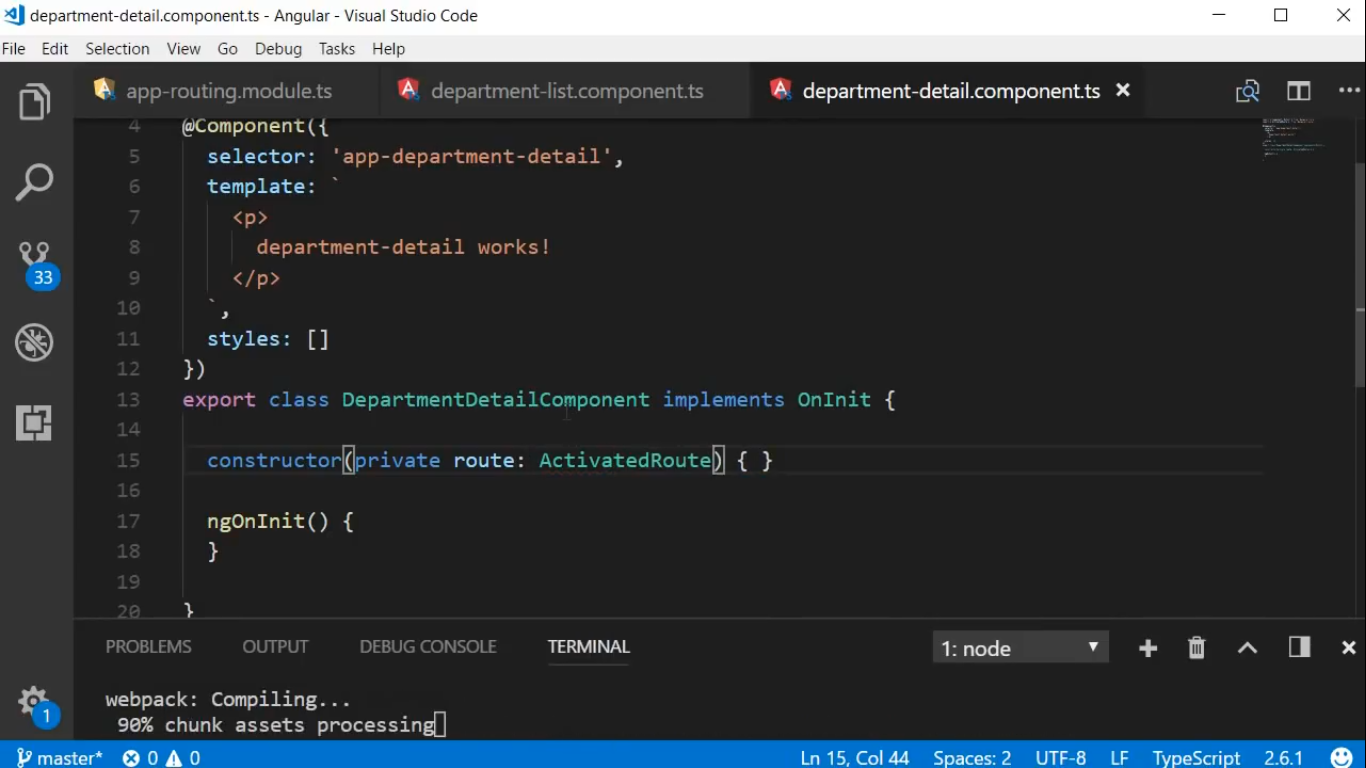 department-detail.component.ts - Angular - Visual Studio Code
File Edit Selection View Go Debug Tasks Help
app-routing.module.ts department-list.component.ts department-detail.component.ts
33
1
4 @Component({
5 selector: 'app-department-detail',
6 template: `
7 <p>
8 department-detail works!
9 </p>
10 `,
11 styles: []
12 })
13 export class DepartmentDetailComponent implements OnInit {
14
15 constructor(private route: ActivatedRoute) { }
16
17 ngOnInit() {
18 }
19
20 }
PROBLEMS OUTPUT DEBUG CONSOLE TERMINAL 1: node
webpack: Compiling...
90% chunk assets processing
master* 0 0 Ln 15, Col 44 Spaces: 2 UTF-8 LF TypeScript 2.6.1